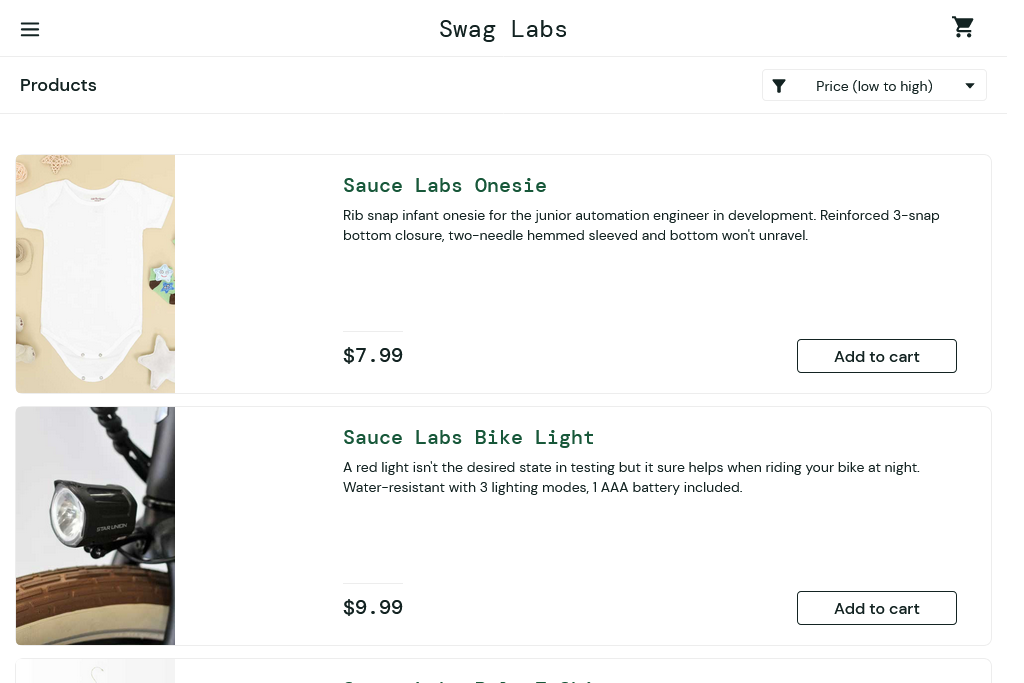 Swag Labs
Products
Price (low to high)
Sauce Labs Onesie
Rib snap infant onesie for the junior automation engineer in development. Reinforced 3-snap
bottom closure, two-needle hemmed sleeved and bottom won't unravel.
$7.99
Add to cart
Sauce Labs Bike Light
A red light isn't the desired state in testing but it sure helps when riding your bike at night.
Water-resistant with 3 lighting modes, 1 AAA battery included.
STAR UNION
$9.99
Add to cart